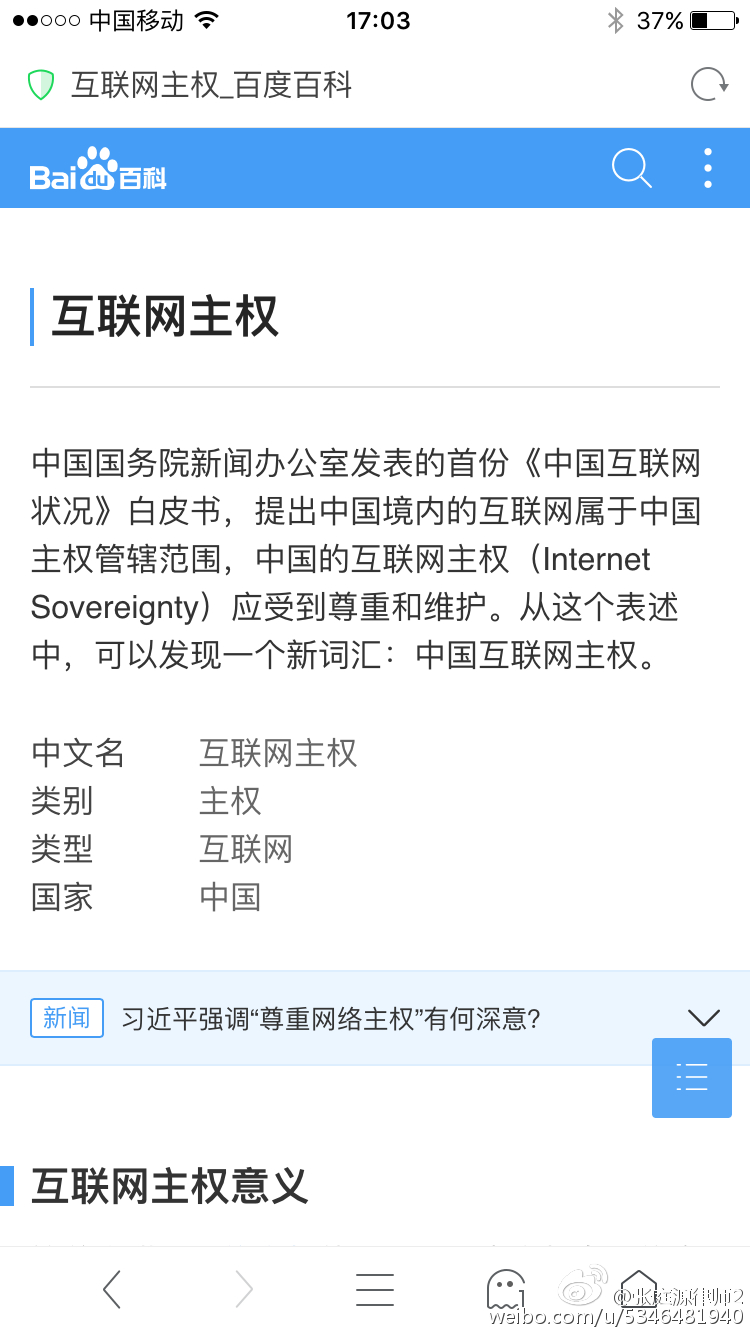 中国移动 17:03 37%
互联网主权_百度百科
Bai du 百科
互联网主权
中国国务院新闻办公室发表的首份《中国互联网
状况》白皮书，提出中国境内的互联网属于中国
主权管辖范围，中国的互联网主权（Internet
Sovereignty）应受到尊重和维护。从这个表述
中，可以发现一个新词汇：中国互联网主权。
中文名 互联网主权
类别 主权
类型 互联网
国家 中国
新闻 习近平强调“尊重网络主权”有何深意？
互联网主权意义
1
weibo.com/u/5346481940